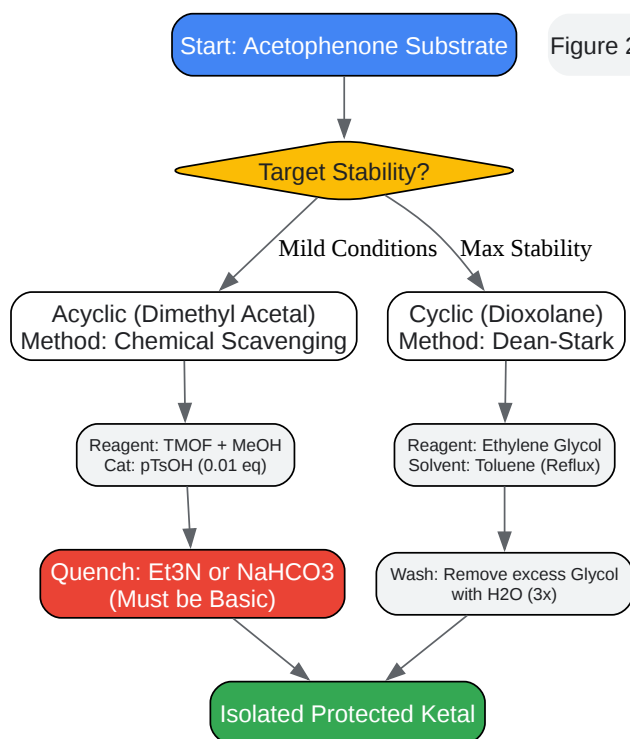 Start: Acetophenone Substrate
Figure 2
Target Stability?
Mild Conditions
Max Stability
Acyclic (Dimethyl Acetal)
Method: Chemical Scavenging
Cyclic (Dioxolane)
Method: Dean-Stark
Reagent: TMOF + MeOH
Cat: pTsOH (0.01 eq)
Reagent: Ethylene Glycol
Solvent: Toluene (Reflux)
Quench: Et3N or NaHCO3
(Must be Basic)
Wash: Remove excess Glycol
with H2O (3x)
Isolated Protected Ketal